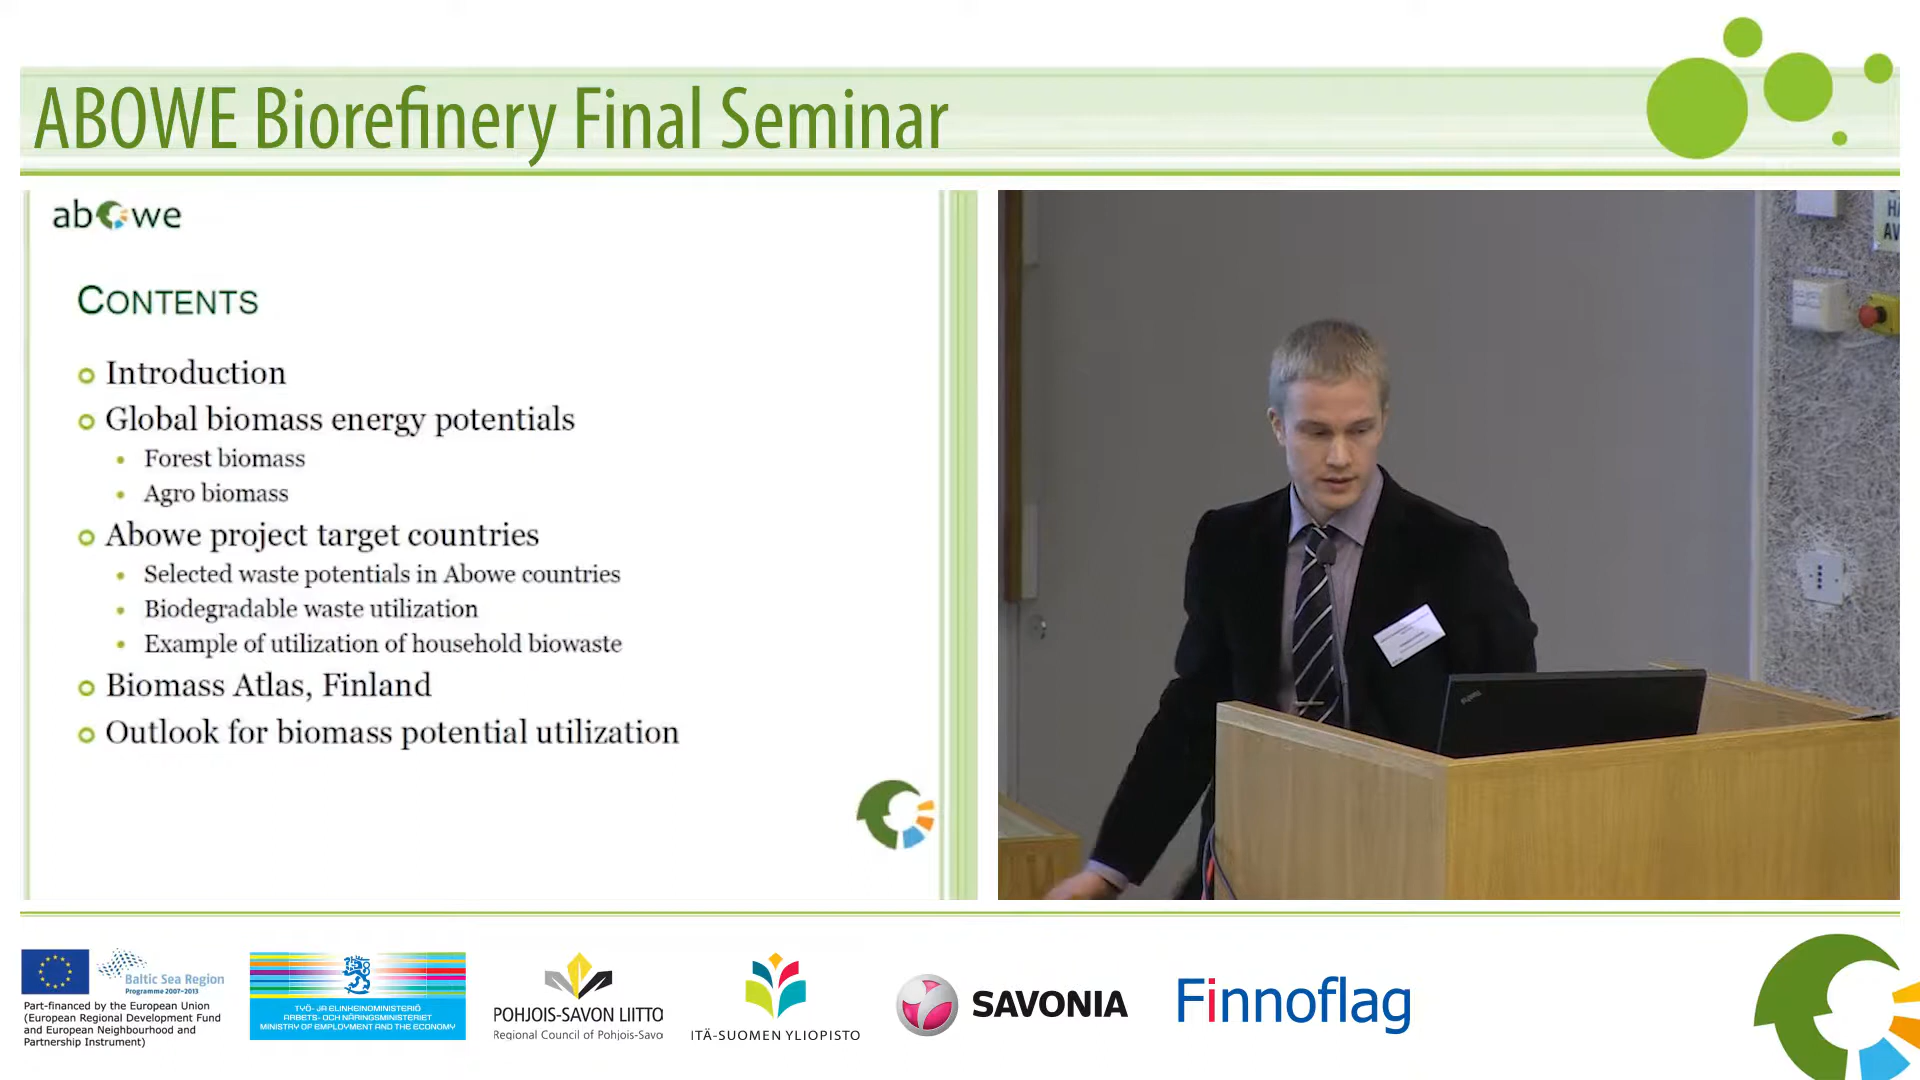 ABOWE Biorefinery Final Seminar
abowe
CONTENTS
Introduction
Global biomass energy potentials
Forest biomass
Agro biomass
Abowe project target countries
Selected waste potentials in Abowe countries
Biodegradable waste utilization
Example of utilization of household biowaste
Biomass Atlas, Finland
Outlook for biomass potential utilization
Baltic Sea Region
Programme 2007-2013
Part-financed by the European Union
(European Regional Development Fund
and European Neighbourhood and
Partnership Instrument)
TYÖ- JA ELINKEINOMINISTERIÖ
ARBETS- OCH NÄRINGSMINISTERIET
MINISTRY OF EMPLOYMENT AND THE ECONOMY
POHJOIS-SAVON LIITTO
Regional Council of Pohjois-Savo
ITÄ-SUOMEN YLIOPISTO
SAVONIA
Finnoflag